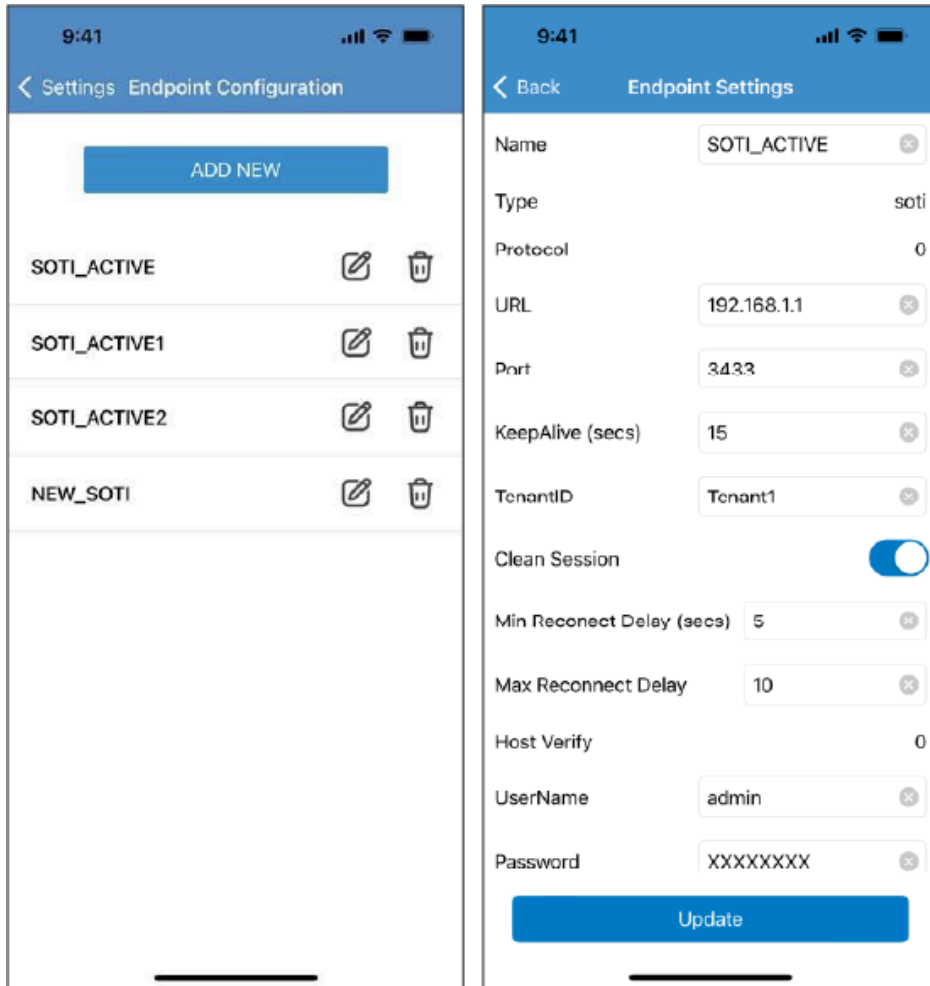 9:41
Settings Endpoint Configuration
ADD NEW
SOTI_ACTIVE
SOTI_ACTIVE1
SOTI_ACTIVE2
NEW_SOTI
9:41
Back Endpoint Settings
Name SOTI_ACTIVE
Type soti
Protocol 0
URL 192.168.1.1
Port 3433
KeepAlive (secs) 15
TenantID Tenant1
Clean Session
Min Reconect Delay (secs) 5
Max Reconnect Delay 10
Host Verify 0
UserName admin
Password XXXXXXXX
Update